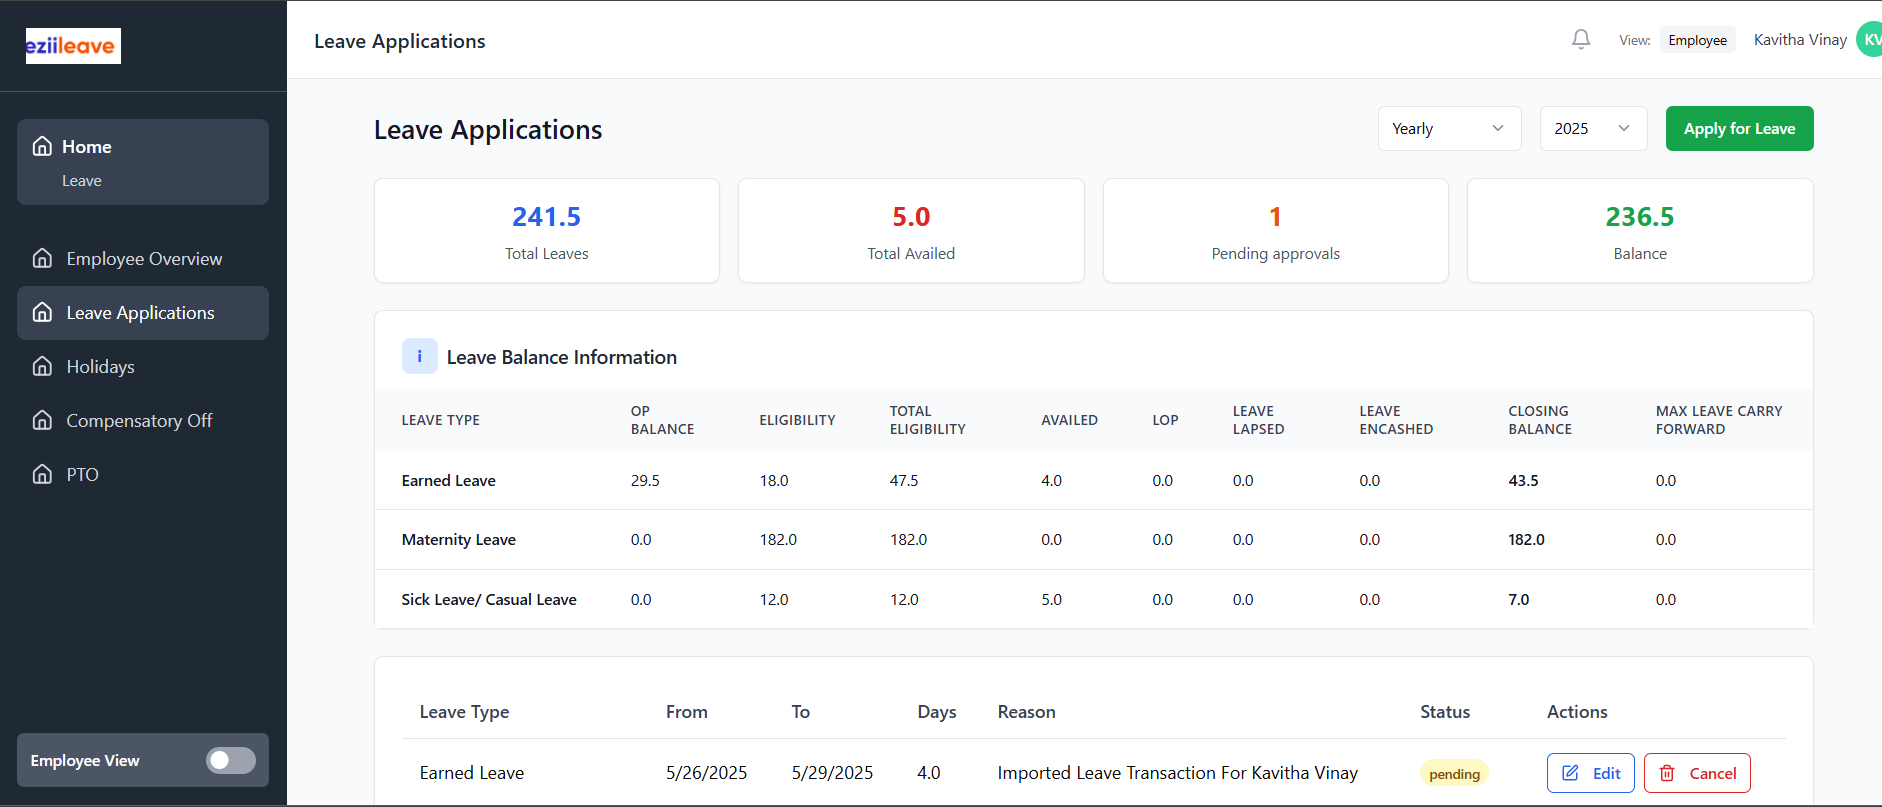 eziileave
Leave Applications
View: Employee Kavitha Vinay KV
Home
Leave
Employee Overview
Leave Applications
Holidays
Compensatory Off
PTO
Employee View
Leave Applications
Yearly 2025 Apply for Leave
241.5 5.0 1 236.5
Total Leaves Total Availed Pending approvals Balance
i Leave Balance Information
LEAVE TYPE OP BALANCE ELIGIBILITY TOTAL ELIGIBILITY AVAILED LOP LEAVE LAPSED LEAVE ENCASHED CLOSING BALANCE MAX LEAVE CARRY FORWARD
Earned Leave 29.5 18.0 47.5 4.0 0.0 0.0 0.0 43.5 0.0
Maternity Leave 0.0 182.0 182.0 0.0 0.0 0.0 0.0 182.0 0.0
Sick Leave/ Casual Leave 0.0 12.0 12.0 5.0 0.0 0.0 0.0 7.0 0.0
Leave Type From To Days Reason Status Actions
Earned Leave 5/26/2025 5/29/2025 4.0 Imported Leave Transaction For Kavitha Vinay pending Edit Cancel